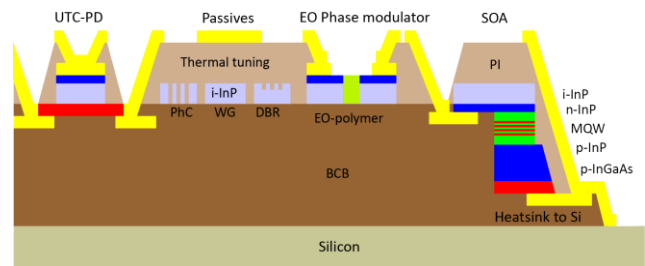 UTC-PD
Passives
EO Phase modulator
SOA
Thermal tuning
PI
i-InP
i-InP
n-InP
PhC
WG
DBR
EO-polymer
MQW
p-InP
BCB
p-InGaAs
Heatsink to Si
Silicon